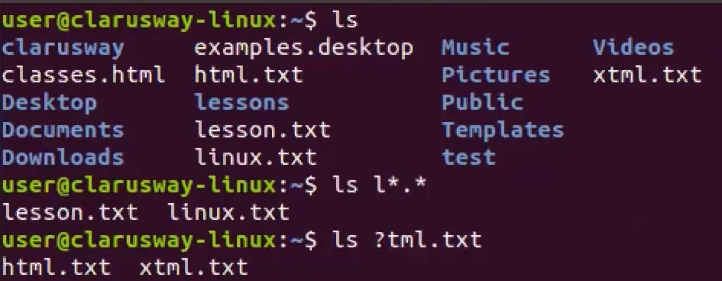 user@clarusway-linux:~$ ls
clarusway examples.desktop Music Videos
classes.html html.txt Pictures xtml.txt
Desktop lessons Public
Documents lesson.txt Templates
Downloads linux.txt test
user@clarusway-linux:~$ ls l*.*
lesson.txt linux.txt
user@clarusway-linux:~$ ls ?tml.txt
html.txt xtml.txt